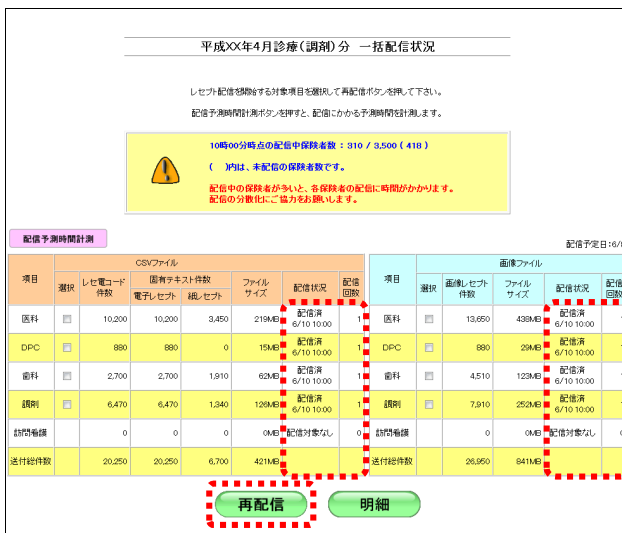 平成XX年4月診療(調剤)分 一括配信状況
レセプト配信を開始する対象項目を選択して再配信ボタンを押して下さい。
配信予測時間計測ボタンを押すと、配信にかかる予測時間を計測します。
10時00分時点の配信中保険者数 : 310 / 3,500 ( 418 )
( )内は、未配信の保険者数です。
配信中の保険者が多いと、各保険者の配信に時間がかかります。
配信の分散化にご協力をお願いします。
配信予測時間計測
配信予定日:6/
項目 CSVファイル 項目 画像ファイル
選択 レセ電コード件数 固有テキスト件数 ファイルサイズ 配信状況 配信回数 選択 画像レセプト件数 ファイルサイズ 配信状況 配信回数
電子レセプト 紙レセプト
医科 10,200 10,200 3,450 219MB 配信済 6/10 10:00 1 医科 13,650 438MB 配信済 6/10 10:00
DPC 880 880 0 15MB 配信済 6/10 10:00 1 DPC 880 29MB 配信済 6/10 10:00
歯科 2,700 2,700 1,910 62MB 配信済 6/10 10:00 1 歯科 4,510 123MB 配信済 6/10 10:00
調剤 6,470 6,470 1,340 126MB 配信済 6/10 10:00 1 調剤 7,910 252MB 配信済 6/10 10:00
訪問看護 0 0 0 0MB 配信対象なし 0 訪問看護 0 0MB 配信対象なし
送付総件数 20,250 20,250 6,700 421MB 送付総件数 26,950 841MB
再配信 明細